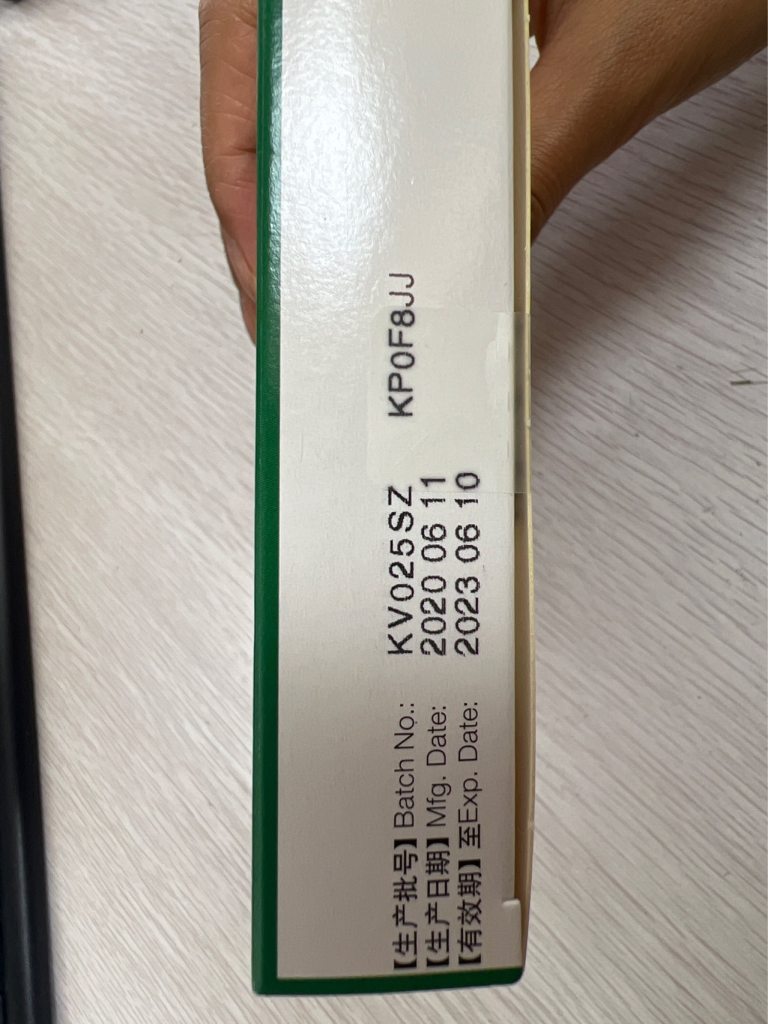 【生产批号】Batch No.: KV025SZ KP0F8JJ
【生产日期】Mfg. Date: 2020 06 11
【有效期】至Exp. Date: 2023 06 10